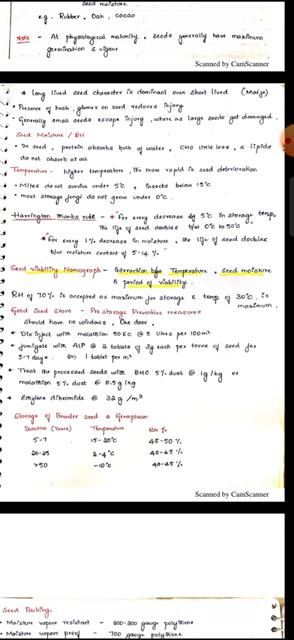 seed moisture
e.g. Rubber, Oak, cocao
Note - At physiological maturity, seeds generally have maximum
germination & vigour
Scanned by CamScanner
* Long lived seed character is dominant over short lived (Maize)
• Presence of husk, glumes on seed reduces injury
• Generally small seeds escape injury, where as large seeds get damaged.
Seed Moisture / RH
• In seed, protein absorbs bulk of water, CHO little less, & lipids
do not absorb at all
Temperature - higher temperature, the more rapid is seed deterioration
• Mites do not survive under 5°C, Insects below 15°C
• most storage fungi do not grow under 0°C.
Harrington thumbs rule - * For every decrease of 5°C in storage temp,
the life of seed doubles b/w 0°C to 50°C
* For every 1% decrease in moisture, the life of seed doubles
b/w moisture content of 5-14%.
Seed viability Nomograph - Interaction b/w Temperature, seed moisture
& period of viability.
RH of 70% is accepted as maximum for storage & temp of 30°C is
maximum.
Good Seed Store - Pre storage Preventive measures
Should have no windows, One door,
• Dis infect with malathion 50 EC @ 5 litres per 100m²
• fumigate with AlP @ 2 tablets of 3g each per tonne of seed for
5-7 days. (or) 1 tablet per m³
* Treat the processed seeds with BHC 5% dust @ 1g/kg or
malathion 5% dust @ 0.5g/kg
* Ethylene dibromide @ 32g/m³
Storage of Breeder seed & Germplasm
Duration (Years) Temperature RH %
5-7 15-20°C 45-50%
20-25 2-4°C 40-45%
>50 -10°C 40-45%
Scanned by CamScanner
Seed Packing.
• Moisture vapour resistant - 200-300 gauge polythene
• Moisture vapour proof - 700 gauge polythene